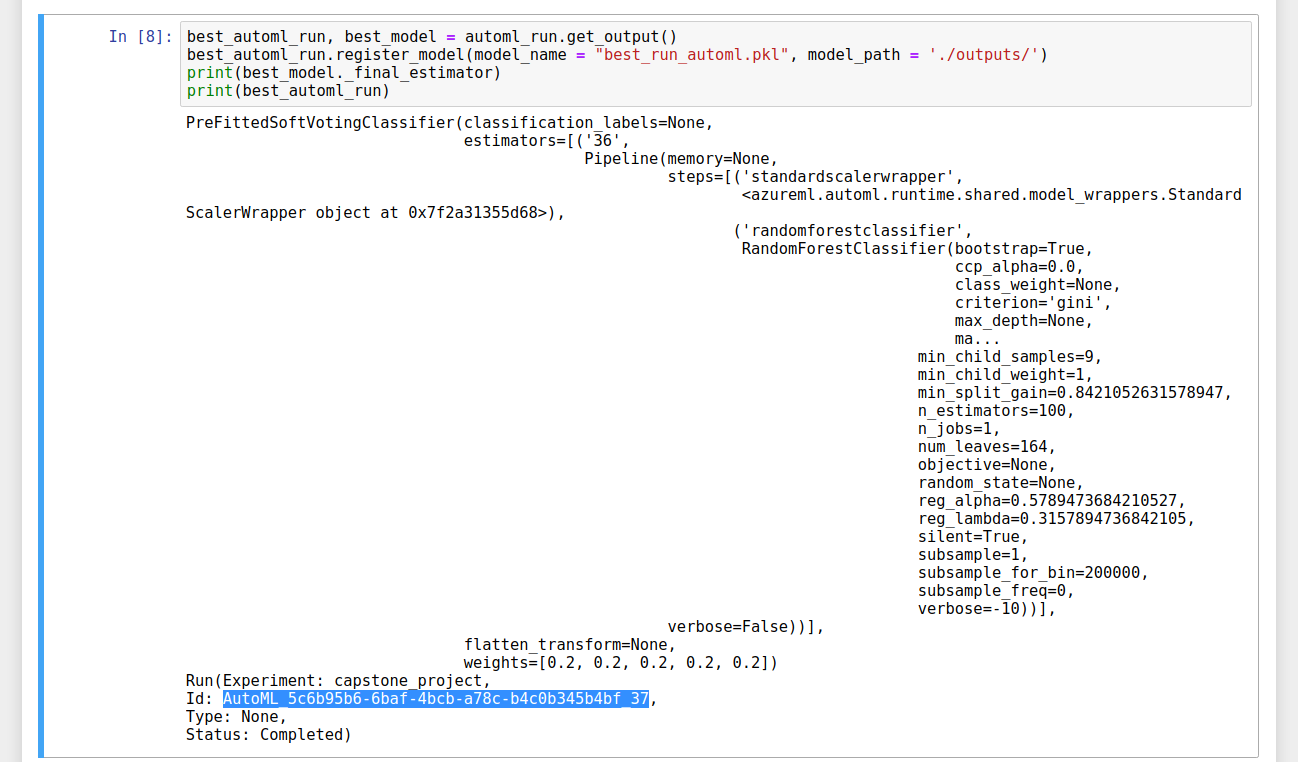 In [8]: best_automl_run, best_model = automl_run.get_output()
best_automl_run.register_model(model_name = "best_run_automl.pkl", model_path = './outputs/')
print(best_model._final_estimator)
print(best_automl_run)
PreFittedSoftVotingClassifier(classification_labels=None,
estimators=[('36',
Pipeline(memory=None,
steps=[('standardscalerwrapper',
<azureml.automl.runtime.shared.model_wrappers.Standard
ScalerWrapper object at 0x7f2a31355d68>),
('randomforestclassifier',
RandomForestClassifier(bootstrap=True,
ccp_alpha=0.0,
class_weight=None,
criterion='gini',
max_depth=None,
ma...
min_child_samples=9,
min_child_weight=1,
min_split_gain=0.8421052631578947,
n_estimators=100,
n_jobs=1,
num_leaves=164,
objective=None,
random_state=None,
reg_alpha=0.5789473684210527,
reg_lambda=0.3157894736842105,
silent=True,
subsample=1,
subsample_for_bin=200000,
subsample_freq=0,
verbose=-10))],
verbose=False))],
flatten_transform=None,
weights=[0.2, 0.2, 0.2, 0.2, 0.2])
Run(Experiment: capstone_project,
Id: AutoML_5c6b95b6-6baf-4bcb-a78c-b4c0b345b4bf_37,
Type: None,
Status: Completed)